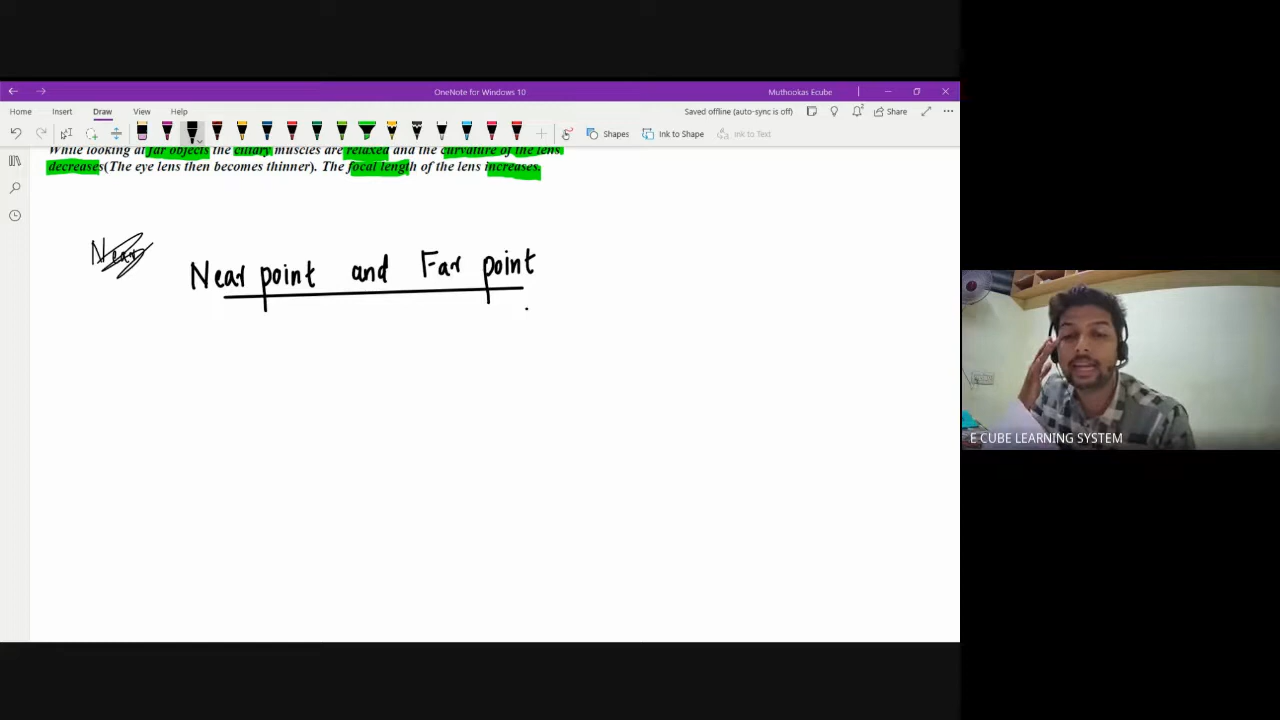 OneNote for Windows 10
Muthookas Ecube
Home Insert Draw View Help
Saved offline (auto-sync is off)
Share
Shapes
Ink to Shape
Ink to Text
While looking at far objects the ciliary muscles are relaxed and the curvature of the lens
decreases(The eye lens then becomes thinner). The focal length of the lens increases.
Near
Near point and Far point
E CUBE LEARNING SYSTEM